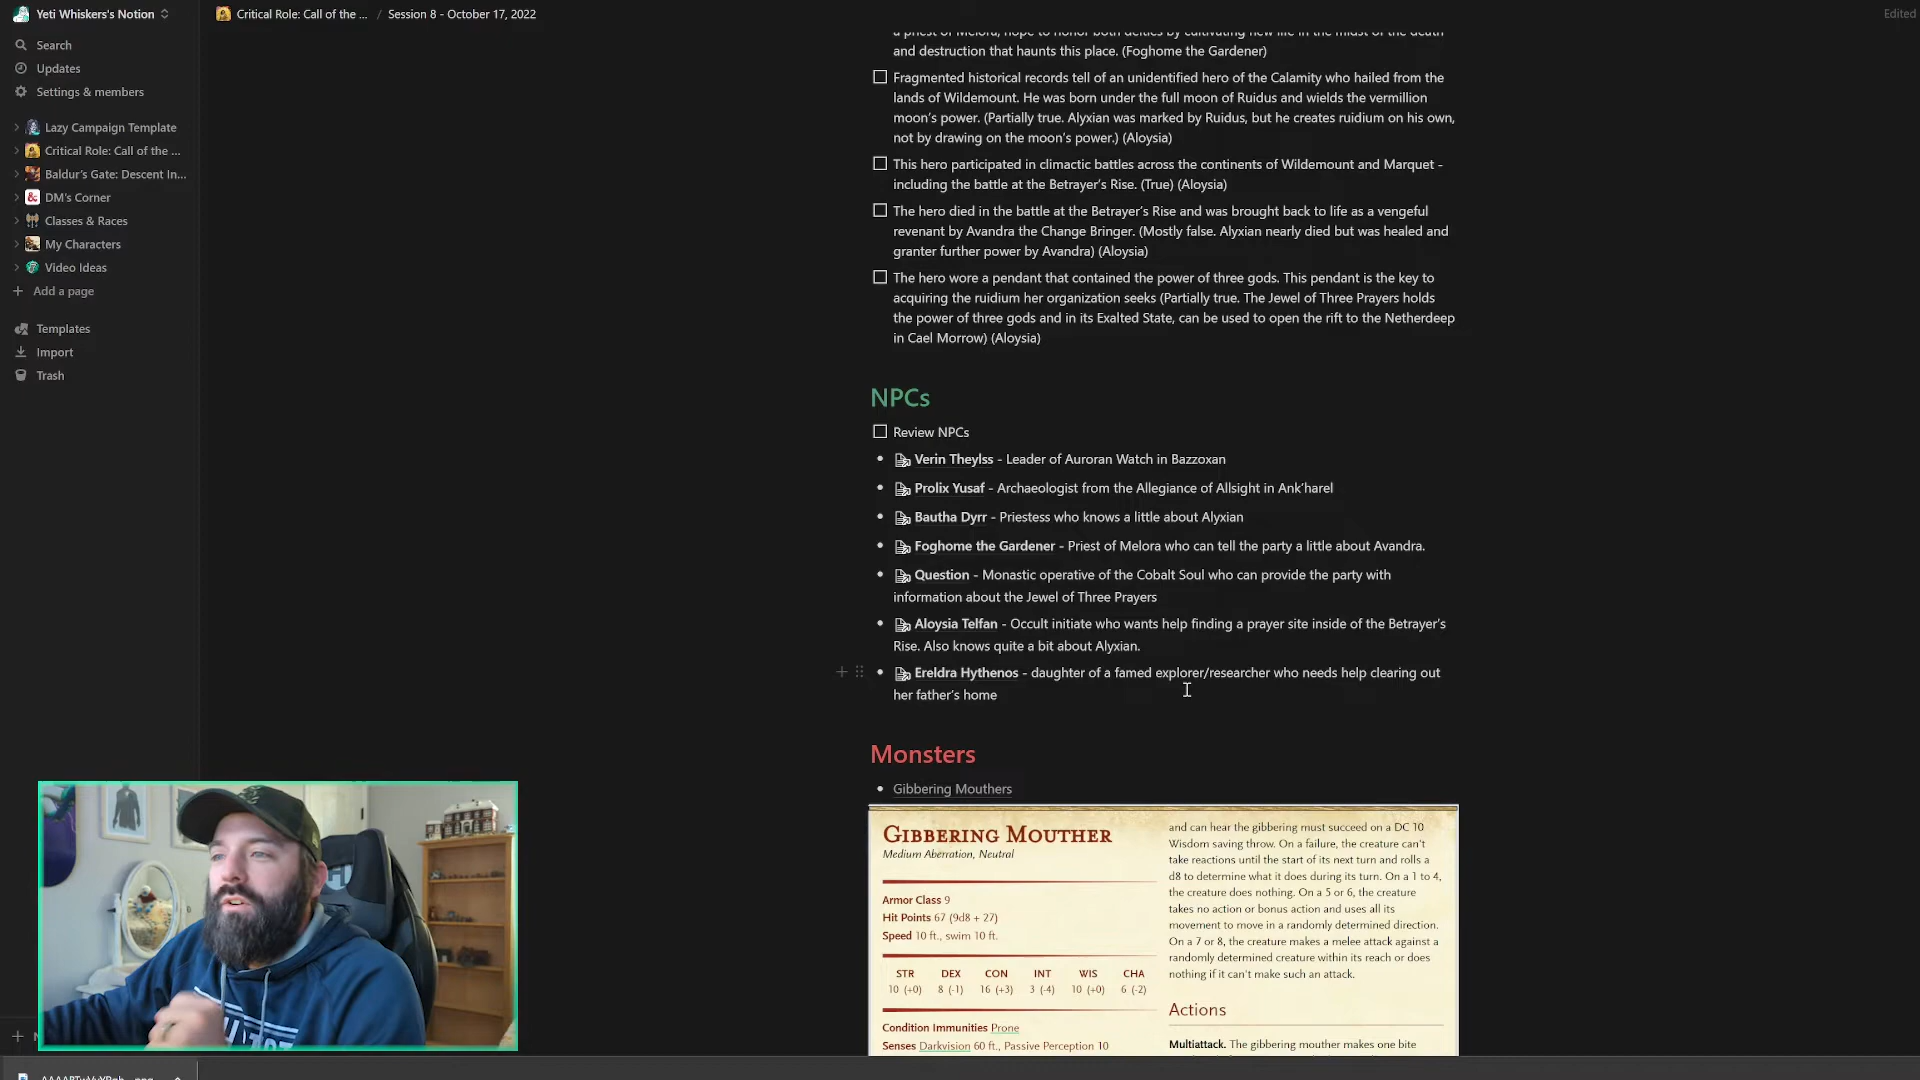 Yeti Whiskers's Notion
Critical Role: Call of the ... / Session 8 - October 17, 2022
Edited
Search
Updates
Settings & members
Lazy Campaign Template
Critical Role: Call of the ...
Baldur's Gate: Descent In...
DM's Corner
Classes & Races
My Characters
Video Ideas
Add a page
Templates
Import
Trash
a priest of Melora, hope to honor both deities by cultivating new life in the midst of the death
and destruction that haunts this place. (Foghome the Gardener)
Fragmented historical records tell of an unidentified hero of the Calamity who hailed from the
lands of Wildemount. He was born under the full moon of Ruidus and wields the vermillion
moon's power. (Partially true. Alyxian was marked by Ruidus, but he creates ruidium on his own,
not by drawing on the moon's power.) (Aloysia)
This hero participated in climactic battles across the continents of Wildemount and Marquet -
including the battle at the Betrayer's Rise. (True) (Aloysia)
The hero died in the battle at the Betrayer's Rise and was brought back to life as a vengeful
revenant by Avandra the Change Bringer. (Mostly false. Alyxian nearly died but was healed and
granter further power by Avandra) (Aloysia)
The hero wore a pendant that contained the power of three gods. This pendant is the key to
acquiring the ruidium her organization seeks (Partially true. The Jewel of Three Prayers holds
the power of three gods and in its Exalted State, can be used to open the rift to the Netherdeep
in Cael Morrow) (Aloysia)
NPCs
Review NPCs
Verin Theylss - Leader of Auroran Watch in Bazzoxan
Prolix Yusaf - Archaeologist from the Allegiance of Allsight in Ank'harel
Bautha Dyrr - Priestess who knows a little about Alyxian
Foghome the Gardener - Priest of Melora who can tell the party a little about Avandra.
Question - Monastic operative of the Cobalt Soul who can provide the party with
information about the Jewel of Three Prayers
Aloysia Telfan - Occult initiate who wants help finding a prayer site inside of the Betrayer's
Rise. Also knows quite a bit about Alyxian.
Ereldra Hythenos - daughter of a famed explorer/researcher who needs help clearing out
her father's home
Monsters
Gibbering Mouthers
GIBBERING MOUTHER
Medium Aberration, Neutral
Armor Class 9
Hit Points 67 (9d8 + 27)
Speed 10 ft., swim 10 ft.
STR DEX CON INT WIS CHA
10 (+0) 8 (-1) 16 (+3) 3 (-4) 10 (+0) 6 (-2)
Condition Immunities Prone
Senses Darkvision 60 ft., Passive Perception 10
and can hear the gibbering must succeed on a DC 10
Wisdom saving throw. On a failure, the creature can't
take reactions until the start of its next turn and rolls a
d8 to determine what it does during its turn. On a 1 to 4,
the creature does nothing. On a 5 or 6, the creature
takes no action or bonus action and uses all its
movement to move in a randomly determined direction.
On a 7 or 8, the creature makes a melee attack against a
randomly determined creature within its reach or does
nothing if it can't make such an attack.
Actions
Multiattack. The gibbering mouther makes one bite